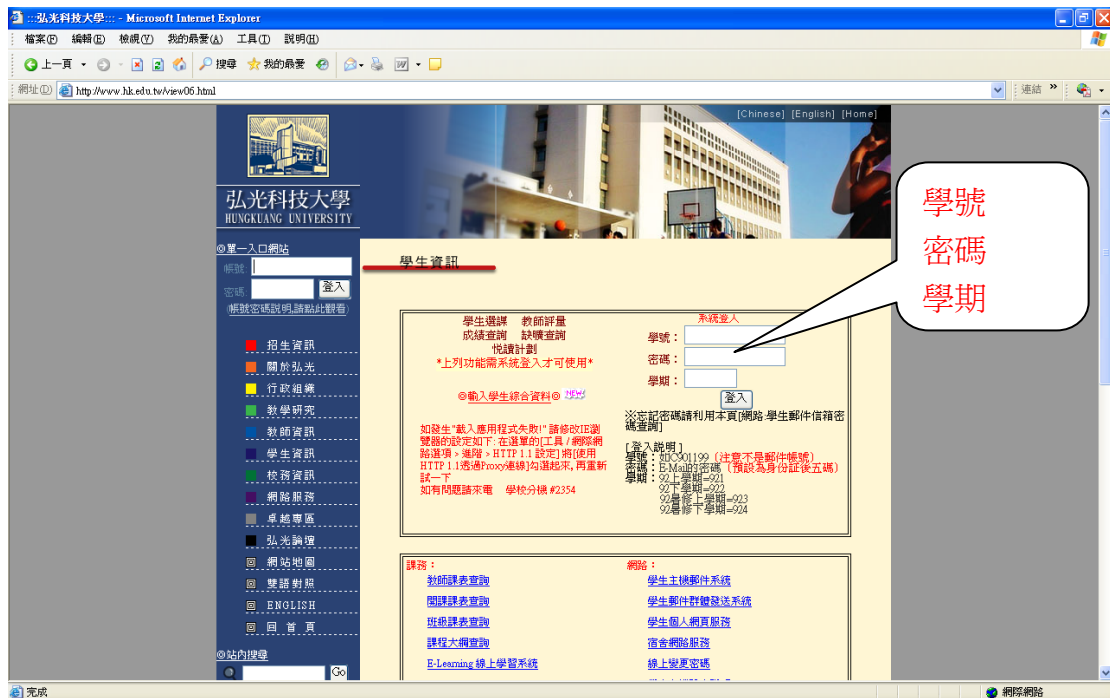 :::弘光科技大學::: - Microsoft Internet Explorer
檔案(F) 編輯(E) 檢視(V) 我的最愛(A) 工具(T) 說明(H)
上一頁 搜尋 我的最愛
網址(D) http://www.hk.edu.tw/view06.html 連結 »
[Chinese] [English] [Home]
弘光科技大學
HUNGKUANG UNIVERSITY
◎單一入口網站
帳號:
密碼: 登入
(帳號密碼說明,請點此觀看)
招生資訊
關於弘光
行政組織
教學研究
教師資訊
學生資訊
校務資訊
網路服務
卓越專區
弘光論壇
網站地圖
雙語對照
ENGLISH
回 首 頁
◎站內搜尋
Go
學生資訊
學生選課 教師評量
成績查詢 缺曠查詢
悅讀計劃
*上列功能需系統登入才可使用*
◎輸入學生綜合資料◎ NEW!
如發生"載入應用程式失敗!" 請修改IE瀏
覽器的設定如下: 在選單的[工具 / 網際網
路選項 > 進階 > HTTP 1.1 設定] 將[使用
HTTP 1.1透過Proxy連線]勾選起來, 再重新
試一下
如有問題請來電 學校分機 #2354
系統登入
學號：
密碼：
學期：
登入
※忘記密碼請利用本頁[網路-學生郵件信箱密
碼查詢]
[ 登入說明 ]
學號：如C901199（注意不是郵件帳號）
密碼：E-Mail的密碼（預設為身份証後五碼）
學期：92上學期=921
92下學期=922
92暑修上學期=923
92暑修下學期=924
學號
密碼
學期
課務：
教師課表查詢
開課課表查詢
班級課表查詢
課程大綱查詢
E-Learning 線上學習系統
網路：
學生主機郵件系統
學生郵件群體發送系統
學生個人網頁服務
宿舍網路服務
線上變更密碼
完成 網際網路